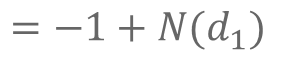 = −1 + N(d₁)